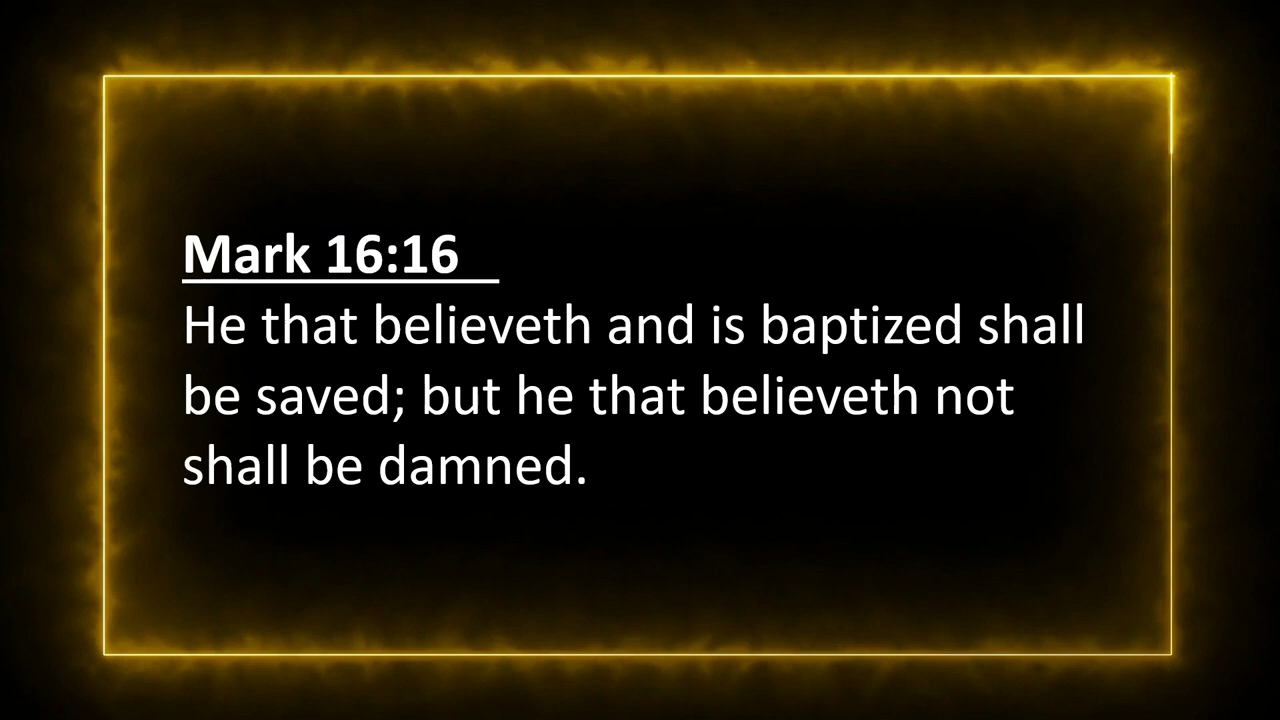 Mark 16:16
He that believeth and is baptized shall
be saved; but he that believeth not
shall be damned.